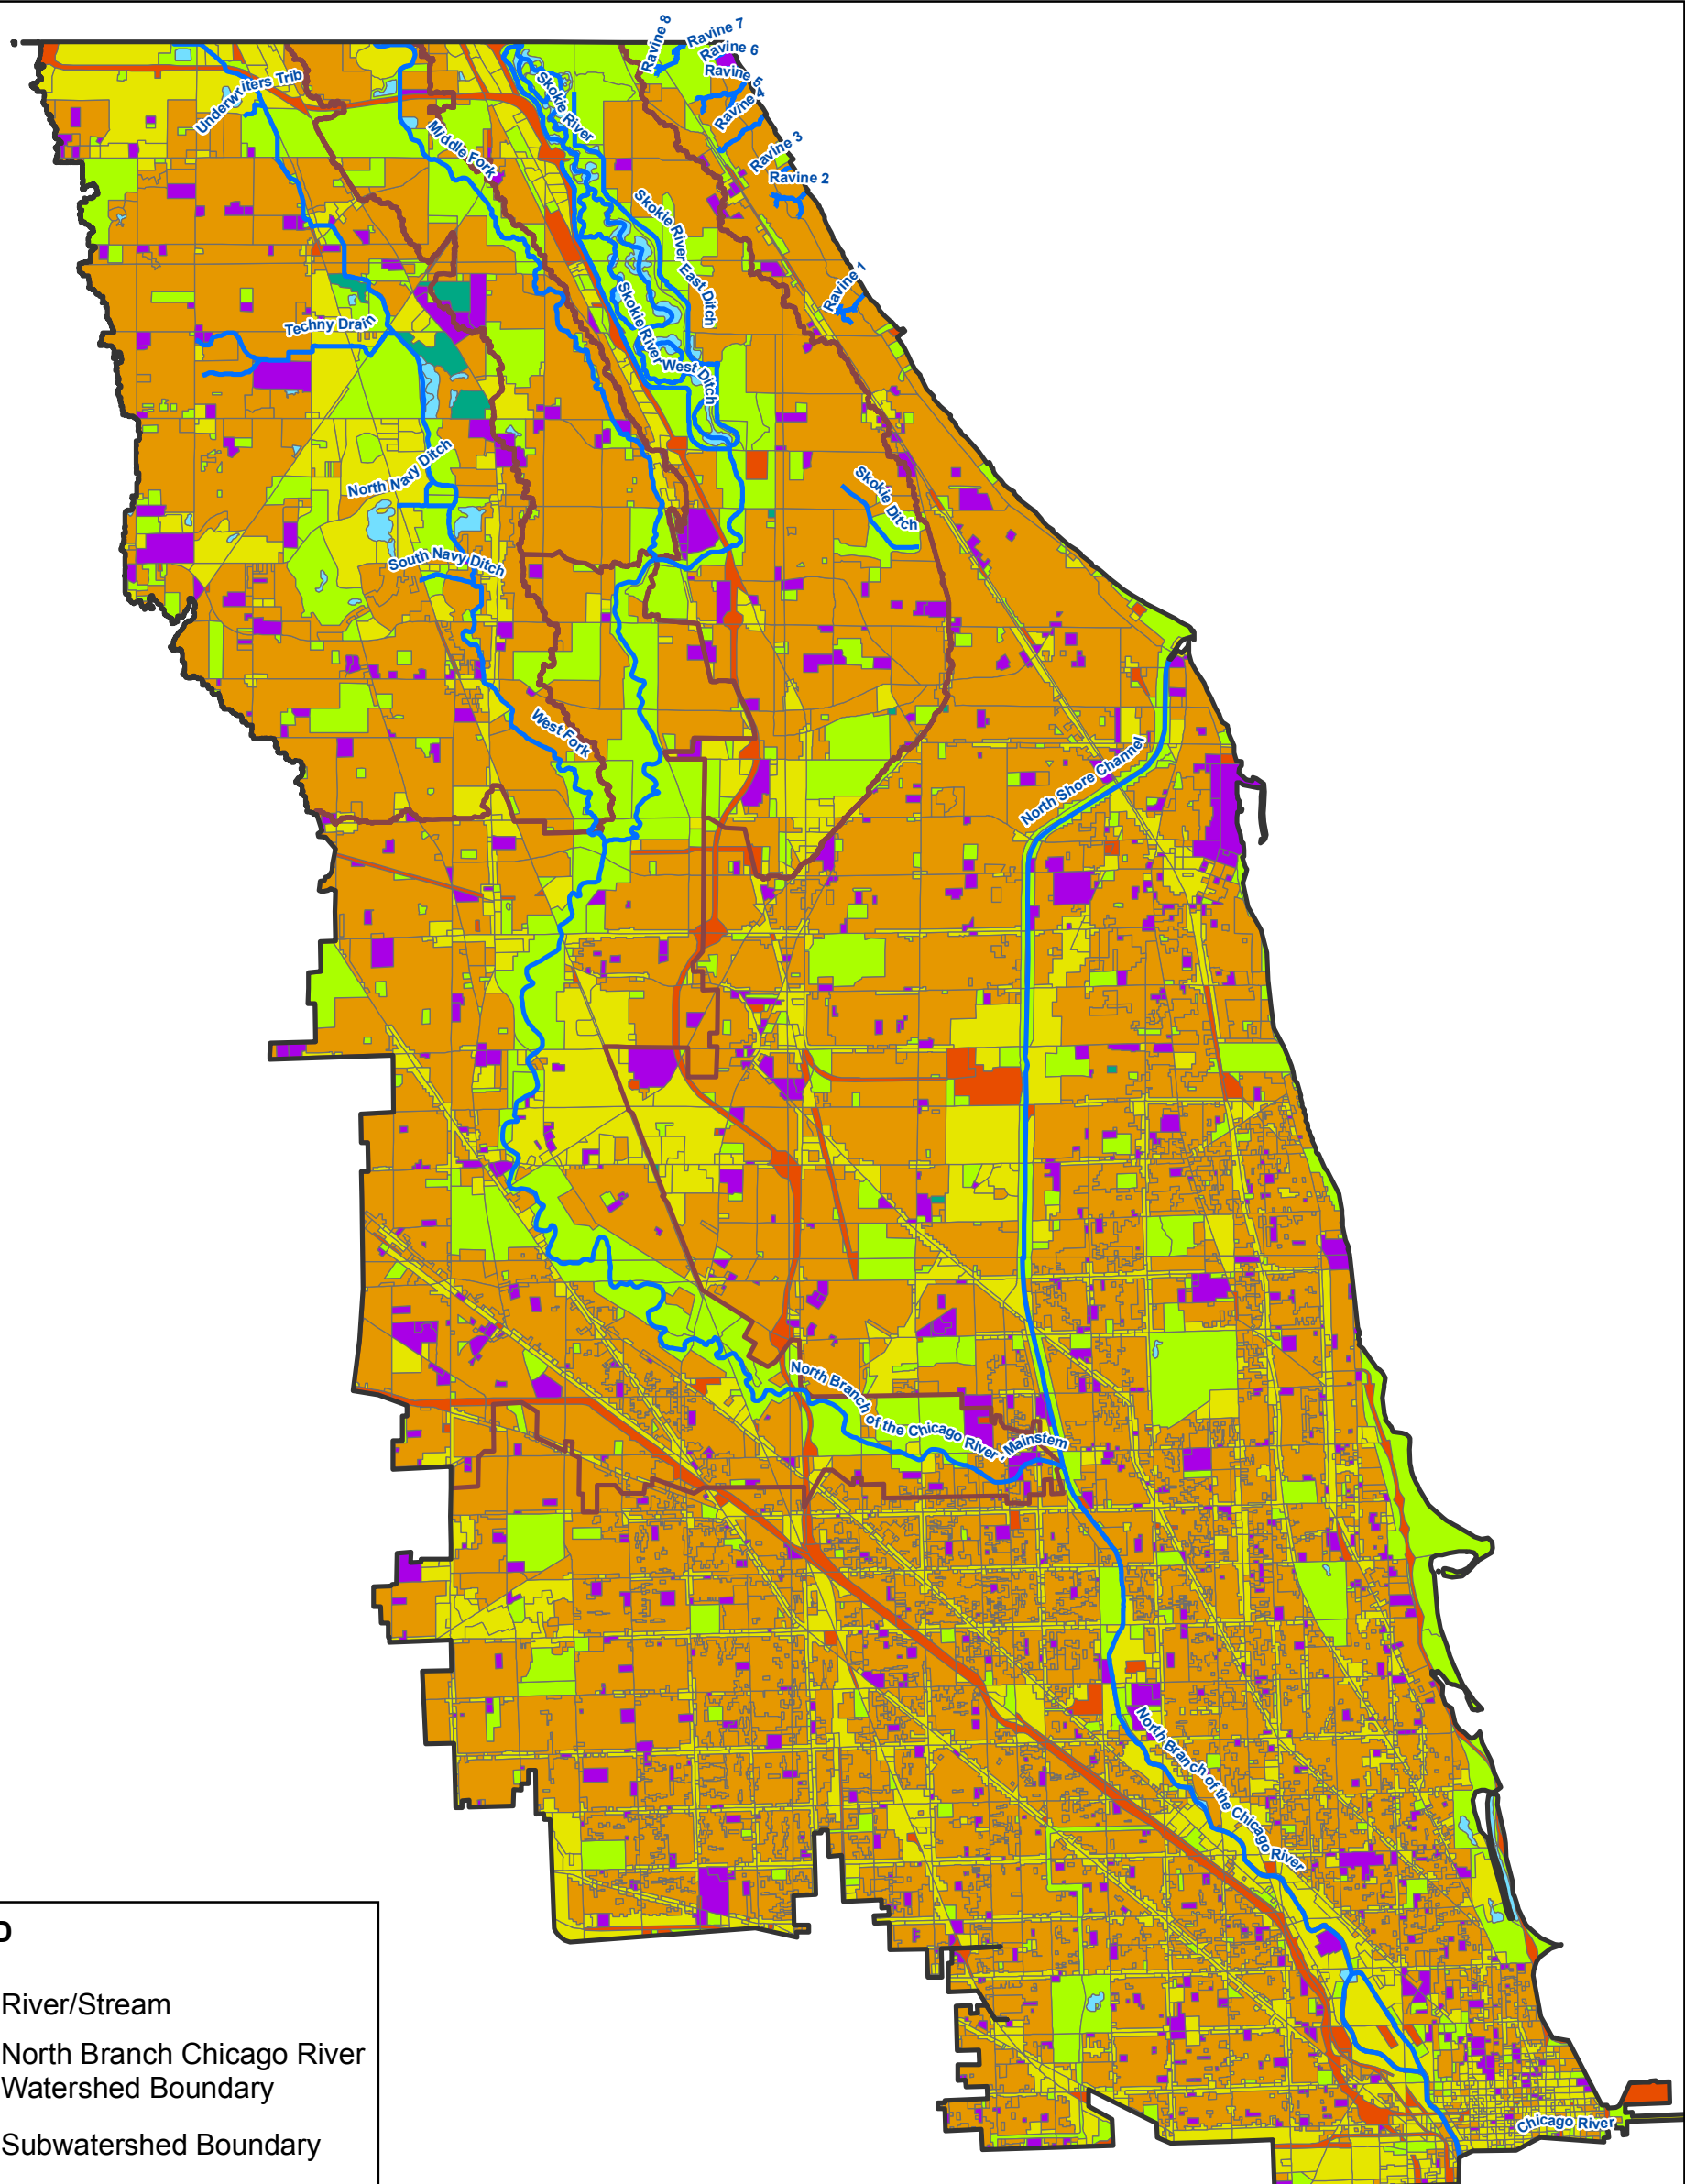 Ravine 8
Ravine 7
Ravine 6
Ravine 5
Ravine 4
Ravine 3
Ravine 2
Ravine 1
Underwriters Trib
Skokie River
Middle Fork
Skokie River East Ditch
Skokie River West Ditch
Techny Drain
North Navy Ditch
South Navy Ditch
Skokie Ditch
West Fork
North Shore Channel
North Branch of the Chicago River, Mainstem
North Branch of the Chicago River
Chicago River
River/Stream
North Branch Chicago River
Watershed Boundary
Subwatershed Boundary